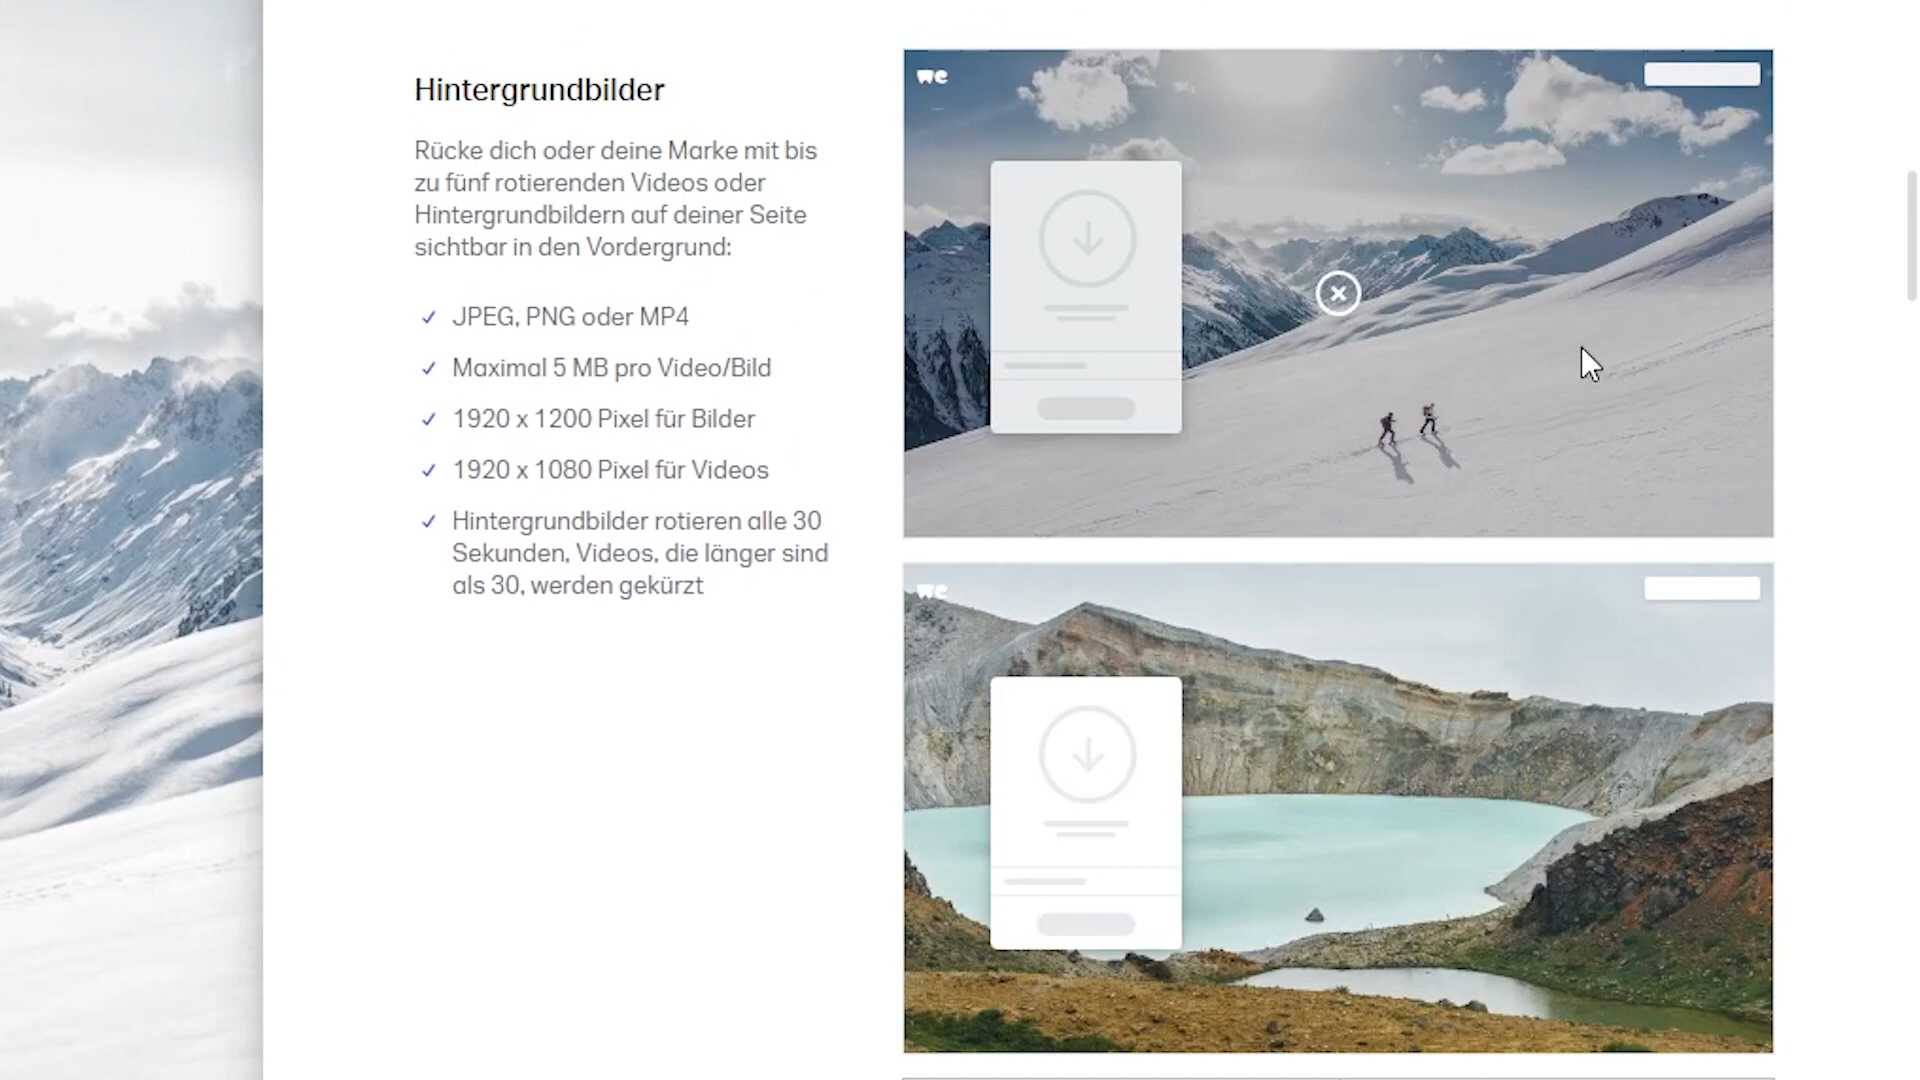 Hintergrundbilder
Rücke dich oder deine Marke mit bis
zu fünf rotierenden Videos oder
Hintergrundbildern auf deiner Seite
sichtbar in den Vordergrund:
JPEG, PNG oder MP4
Maximal 5 MB pro Video/Bild
1920 x 1200 Pixel für Bilder
1920 x 1080 Pixel für Videos
Hintergrundbilder rotieren alle 30
Sekunden, Videos, die länger sind
als 30, werden gekürzt
we
we